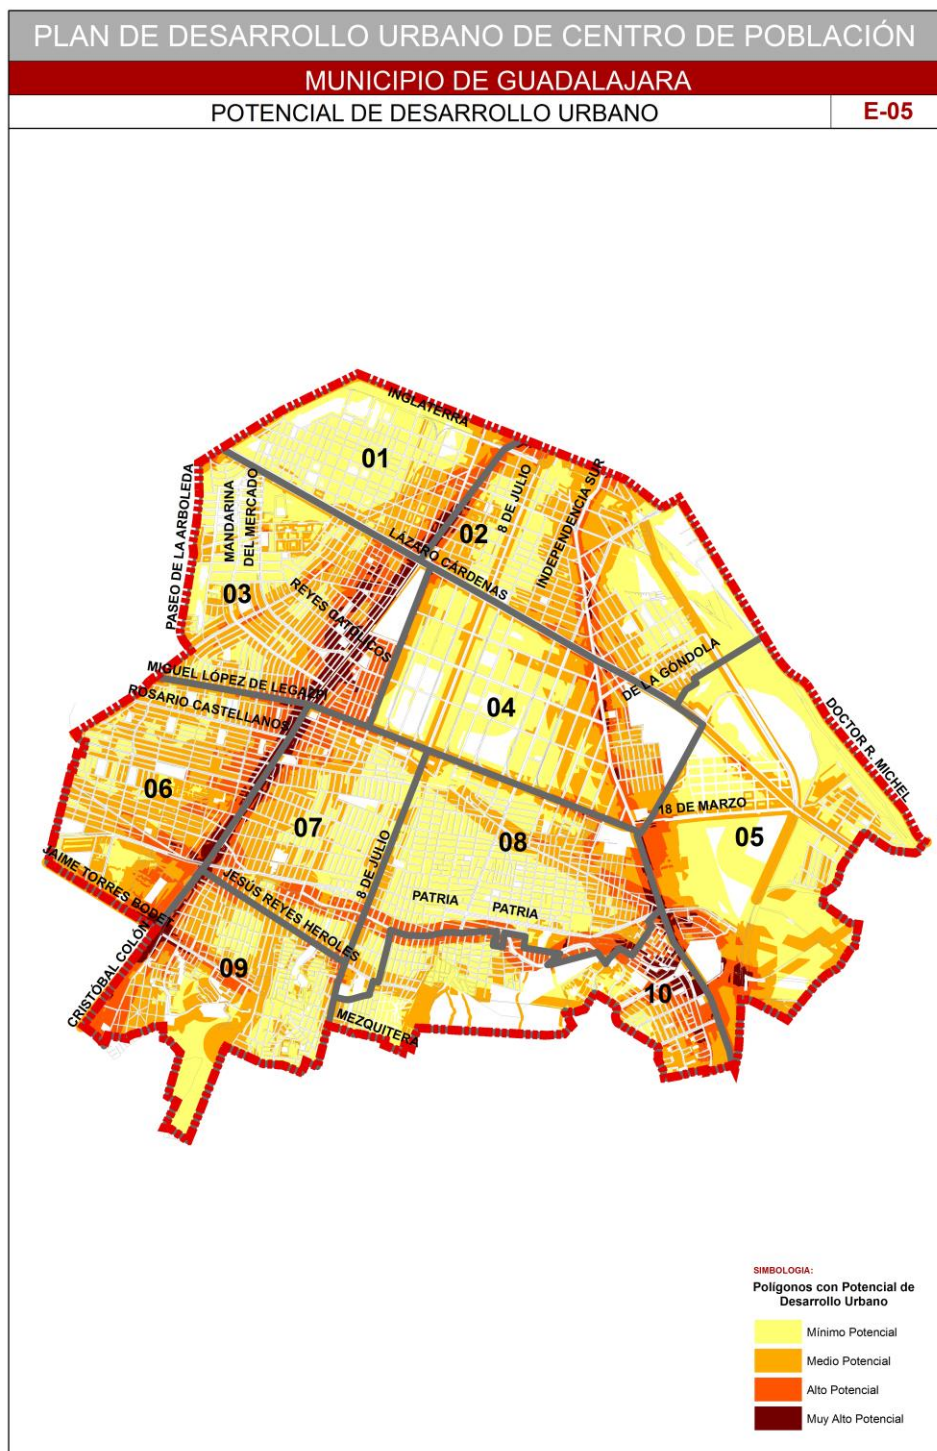 PLAN DE DESARROLLO URBANO DE CENTRO DE POBLACIÓN
MUNICIPIO DE GUADALAJARA
POTENCIAL DE DESARROLLO URBANO
E-05
INGLATERRA
01
PASEO DE LA ARBOLEDA
MANDARINA
DEL MERCADO
02
8 DE JULIO
INDEPENDENCIA SUR
LÁZARO CÁRDENAS
03
REYES CATÓLICOS
MIGUEL LÓPEZ DE LEGAZPI
ROSARIO CASTELLANOS
04
DE LA GÓNDOLA
DOCTOR R. MICHEL
06
07
8 DE JULIO
08
18 DE MARZO
05
JAIME TORRES BODET
JESÚS REYES HEROLES
PATRIA
PATRIA
CRISTÓBAL COLÓN
09
10
MEZQUITERA
SIMBOLOGIA:
Polígonos con Potencial de
Desarrollo Urbano
Mínimo Potencial
Medio Potencial
Alto Potencial
Muy Alto Potencial